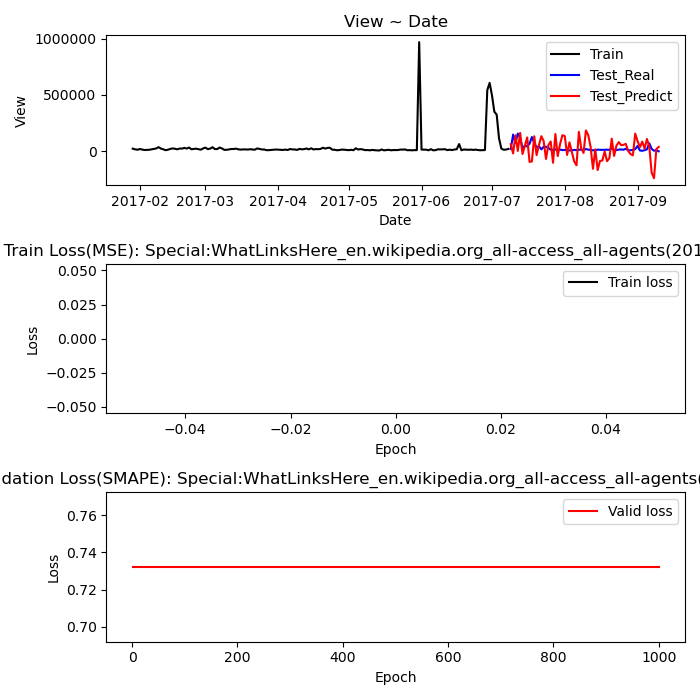 View ~ Date
1000000
500000
0
View
Train
Test_Real
Test_Predict
2017-02 2017-03 2017-04 2017-05 2017-06 2017-07 2017-08 2017-09
Date
Train Loss(MSE): Special:WhatLinksHere_en.wikipedia.org_all-access_all-agents(201
0.050
0.025
0.000
−0.025
−0.050
Loss
Train loss
−0.04 −0.02 0.00 0.02 0.04
Epoch
dation Loss(SMAPE): Special:WhatLinksHere_en.wikipedia.org_all-access_all-agents(
0.76
0.74
0.72
0.70
Loss
Valid loss
0 200 400 600 800 1000
Epoch